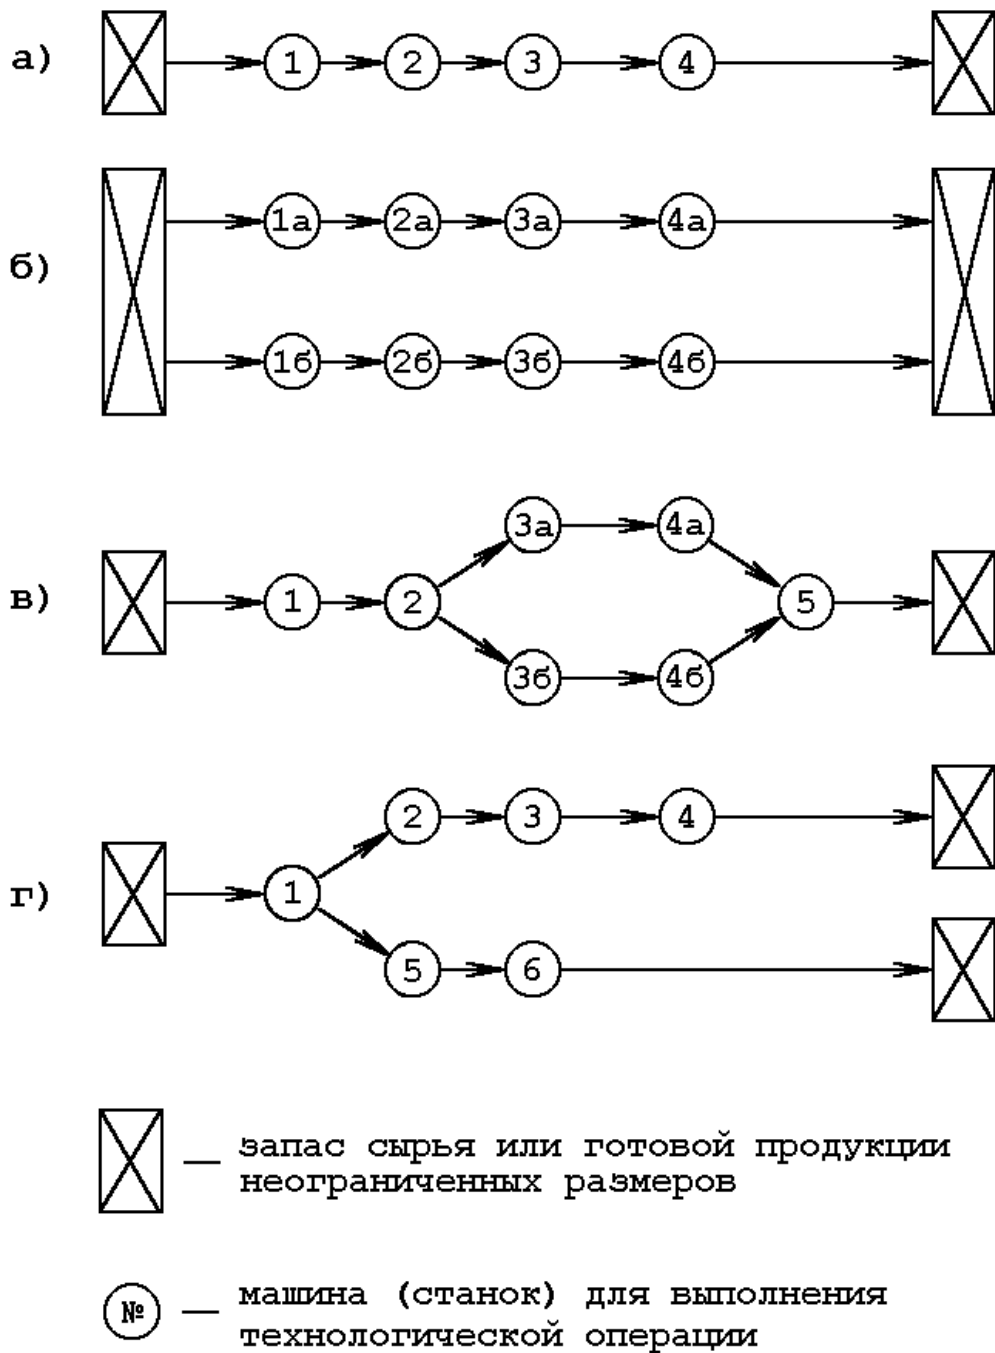 а)
1 2 3 4
б)
1а 2а 3а 4а
1б 2б 3б 4б
в)
3а 4а
1 2 5
3б 4б
г)
2 3 4
1
5 6
— запас сырья или готовой продукции
неограниченных размеров
№ — машина (станок) для выполнения
технологической операции